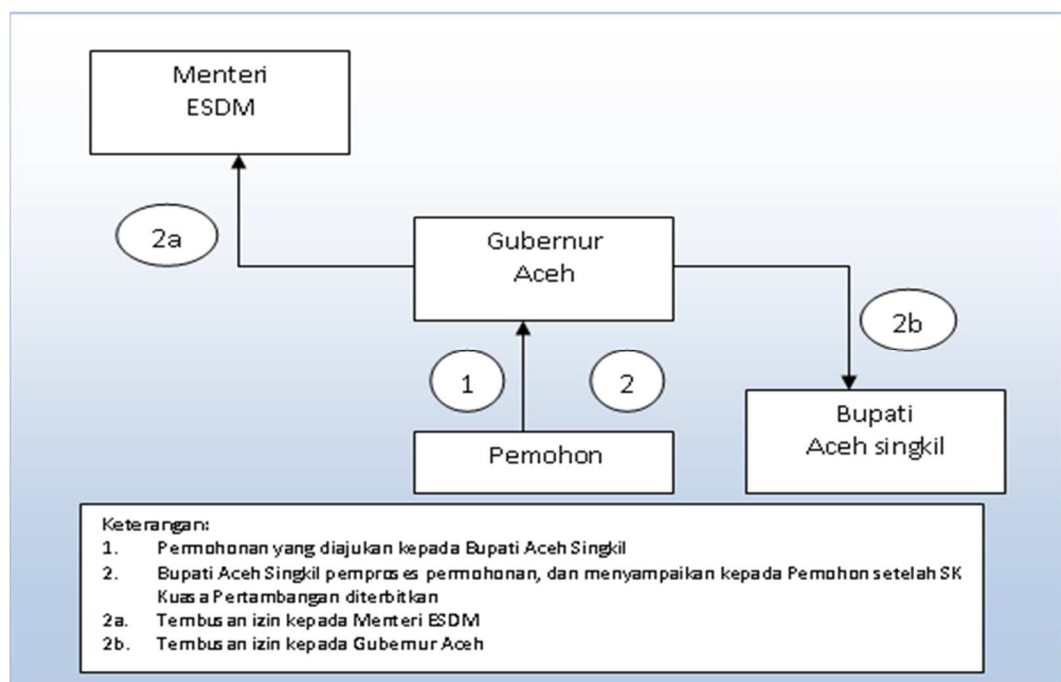 Menteri
ESDM
2a
Gubernur
Aceh
2b
1
2
Bupati
Aceh singkil
Pemohon
Keterangan:
1. Permohonan yang diajukan kepada Bupati Aceh Singkil
2. Bupati Aceh Singkil pemproses permohonan, dan menyampaikan kepada Pemohon setelah SK
Kuasa Pertambangan diterbitkan
2a. Tembusan izin kepada Menteri ESDM
2b. Tembusan izin kepada Gubernur Aceh